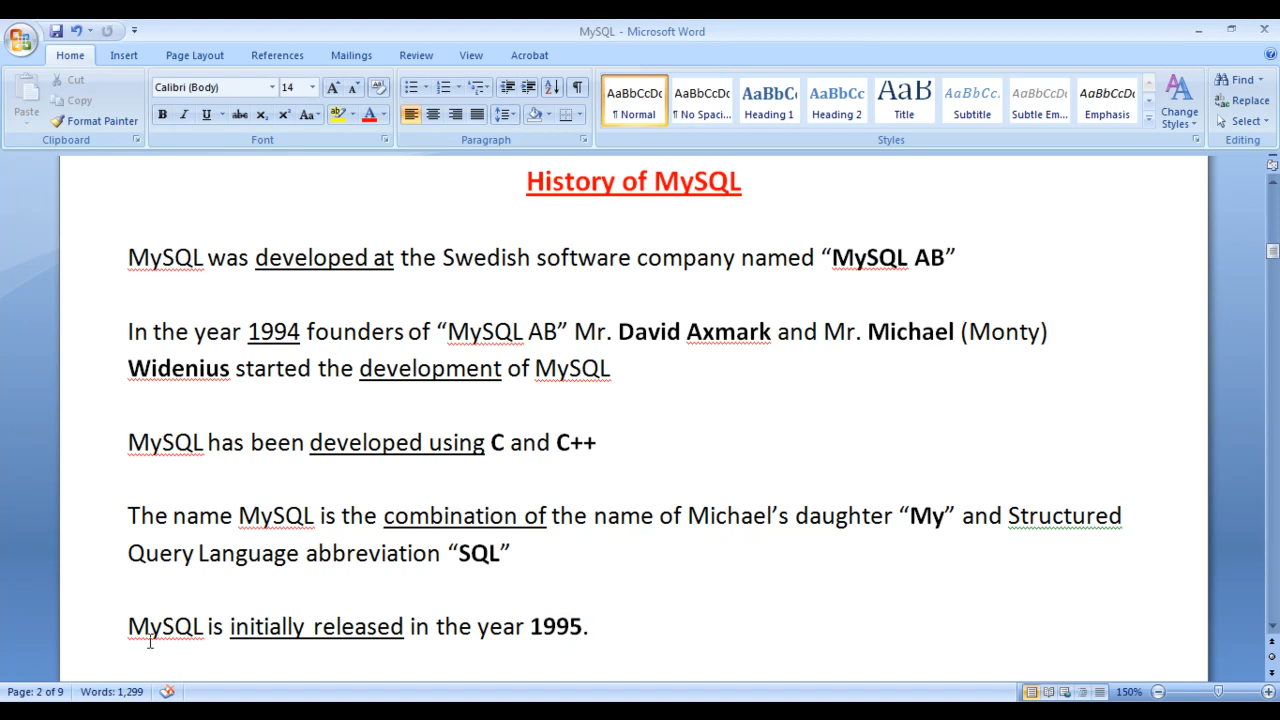 MySQL - Microsoft Word
Home Insert Page Layout References Mailings Review View Acrobat
Paste
Cut
Copy
Format Painter
Clipboard
Calibri (Body) 14
Font
Paragraph
AaBbCcDc AaBbCcDc AaBbCc AaBbCc AaB AaBbCc. AaBbCcDc AaBbCcDc
¶ Normal ¶ No Spaci... Heading 1 Heading 2 Title Subtitle Subtle Em... Emphasis
Change Styles
Styles
Find
Replace
Select
Editing
History of MySQL
MySQL was developed at the Swedish software company named “MySQL AB”
In the year 1994 founders of “MySQL AB” Mr. David Axmark and Mr. Michael (Monty)
Widenius started the development of MySQL
MySQL has been developed using C and C++
The name MySQL is the combination of the name of Michael’s daughter “My” and Structured
Query Language abbreviation “SQL”
MySQL is initially released in the year 1995.
Page: 2 of 9 Words: 1,299 150%